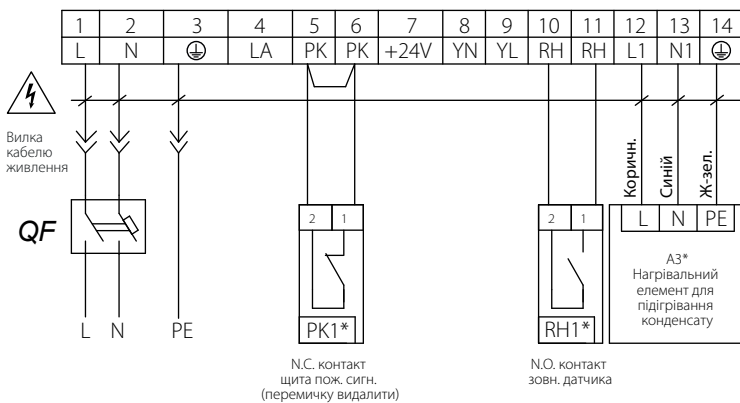 1 2 3 4 5 6 7 8 9 10 11 12 13 14
L N LA PK PK +24V YN YL RH RH L1 N1
Вилка
кабелю
живлення
Коричн.
Синій
Ж-зел.
QF
2 1
2 1
L N PE
A3*
Нагрівальний
елемент для
підігрівання
конденсату
L N PE
PK1*
RH1*
N.C. контакт
щита пож. сигн.
(перемичку видалити)
N.O. контакт
зовн. датчика